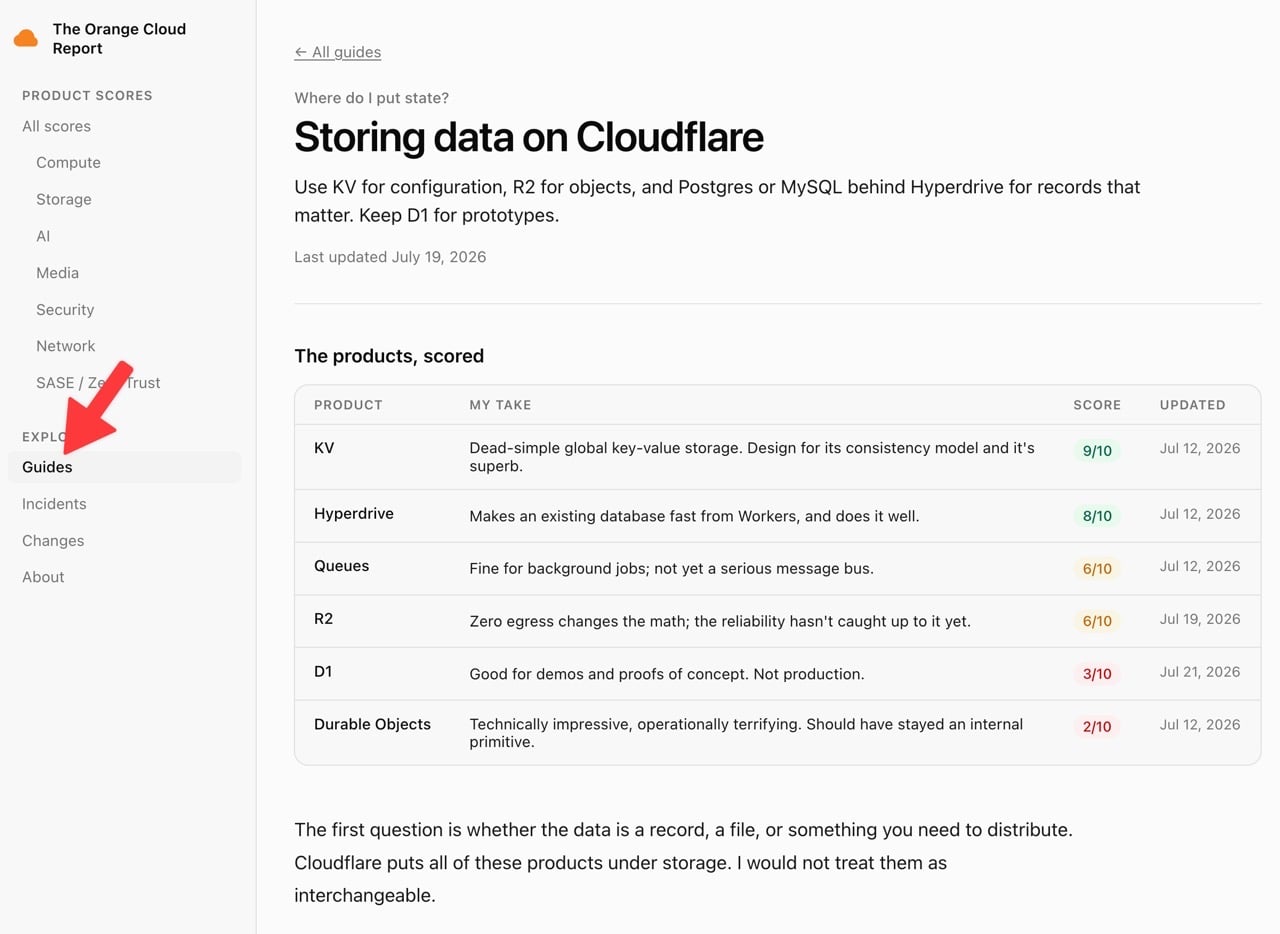 The Orange Cloud
Report
PRODUCT SCORES
All scores
Compute
Storage
AI
Media
Security
Network
SASE / Ze Trust
EXPLO
Guides
Incidents
Changes
About
← All guides
Where do I put state?
Storing data on Cloudflare
Use KV for configuration, R2 for objects, and Postgres or MySQL behind Hyperdrive for records that
matter. Keep D1 for prototypes.
Last updated July 19, 2026
The products, scored
PRODUCT MY TAKE SCORE UPDATED
KV Dead-simple global key-value storage. Design for its consistency model and it's 9/10 Jul 12, 2026
superb.
Hyperdrive Makes an existing database fast from Workers, and does it well. 8/10 Jul 12, 2026
Queues Fine for background jobs; not yet a serious message bus. 6/10 Jul 12, 2026
R2 Zero egress changes the math; the reliability hasn't caught up to it yet. 6/10 Jul 19, 2026
D1 Good for demos and proofs of concept. Not production. 3/10 Jul 21, 2026
Durable Objects Technically impressive, operationally terrifying. Should have stayed an internal 2/10 Jul 12, 2026
primitive.
The first question is whether the data is a record, a file, or something you need to distribute.
Cloudflare puts all of these products under storage. I would not treat them as
interchangeable.